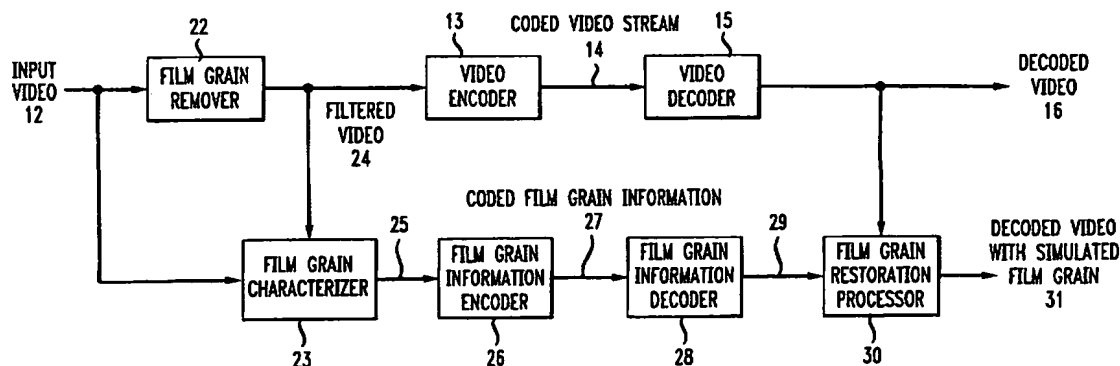 22
13
CODED VIDEO STREAM
15
INPUT
VIDEO
12
FILM GRAIN
REMOVER
VIDEO
ENCODER
14
VIDEO
DECODER
DECODED
VIDEO
16
FILTERED
VIDEO
24
CODED FILM GRAIN INFORMATION
25
27
29
FILM GRAIN
CHARACTERIZER
FILM GRAIN
INFORMATION
ENCODER
FILM GRAIN
INFORMATION
DECODER
FILM GRAIN
RESTORATION
PROCESSOR
DECODED VIDEO
WITH SIMULATED
FILM GRAIN
31
23
26
28
30